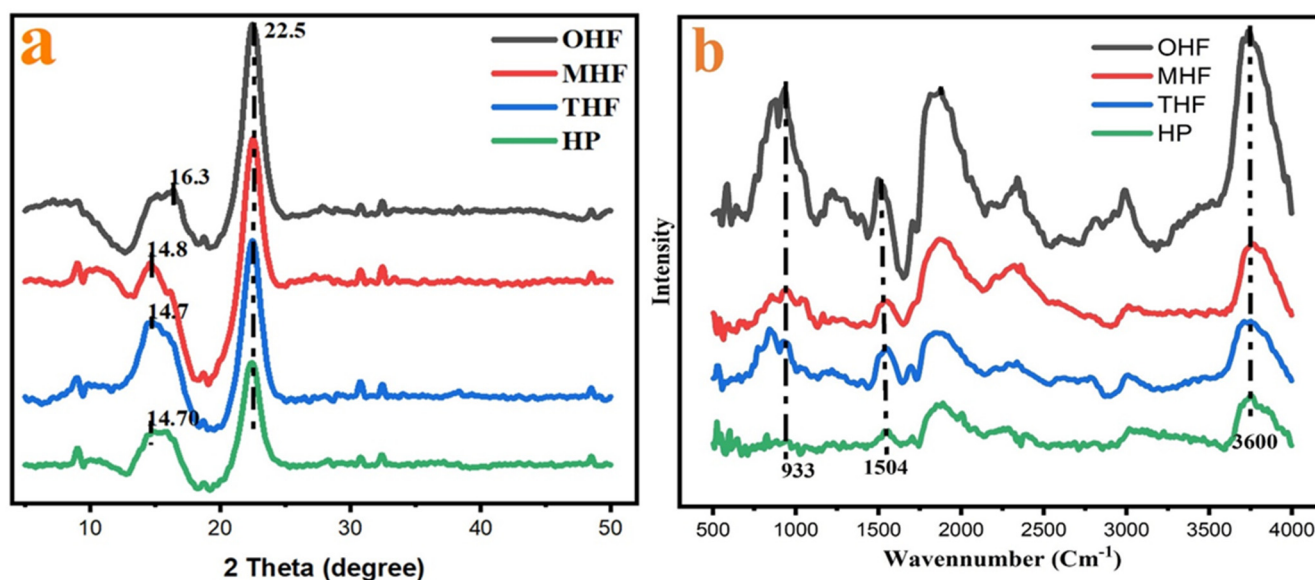 a
22.5
OHF
MHF
THF
HP
16.3
14.8
14.7
14.70
10
20
30
40
50
2 Theta (degree)
b
OHF
MHF
THF
HP
Intensity
933
1504
3600
500
1000
1500
2000
2500
3000
3500
4000
Wavennumber (Cm⁻¹)